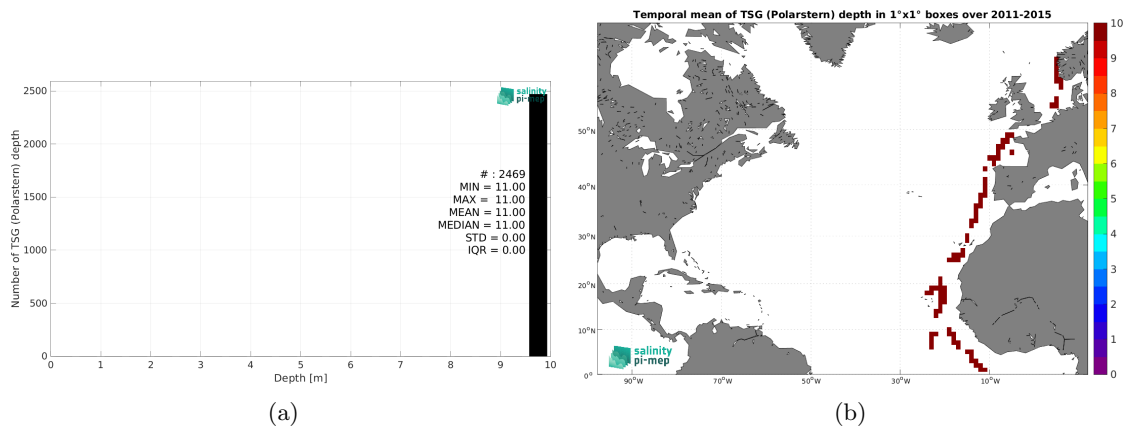 Temporal mean of TSG (Polarstern) depth in 1°x1° boxes over 2011-2015
Number of TSG (Polarstern) depth
2500
2000
1500
1000
500
0
salinity
pi-mep
# : 2469
MIN = 11.00
MAX = 11.00
MEAN = 11.00
MEDIAN = 11.00
STD = 0.00
IQR = 0.00
0 1 2 3 4 5 6 7 8 9 10
Depth [m]
(a)
50°N
40°N
30°N
20°N
10°N
0°
90°W 70°W 50°W 30°W 10°W
salinity
pi-mep
10
9
8
7
6
5
4
3
2
1
0
(b)